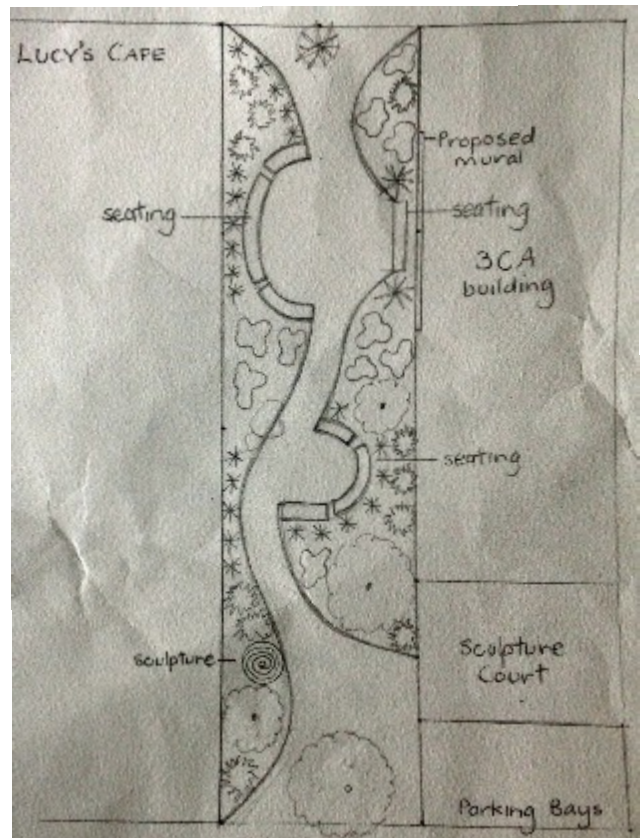 LUCY'S CAFE
Proposed
mural
seating
seating
3CA
building
seating
sculpture
Sculpture
Court
Parking Bays